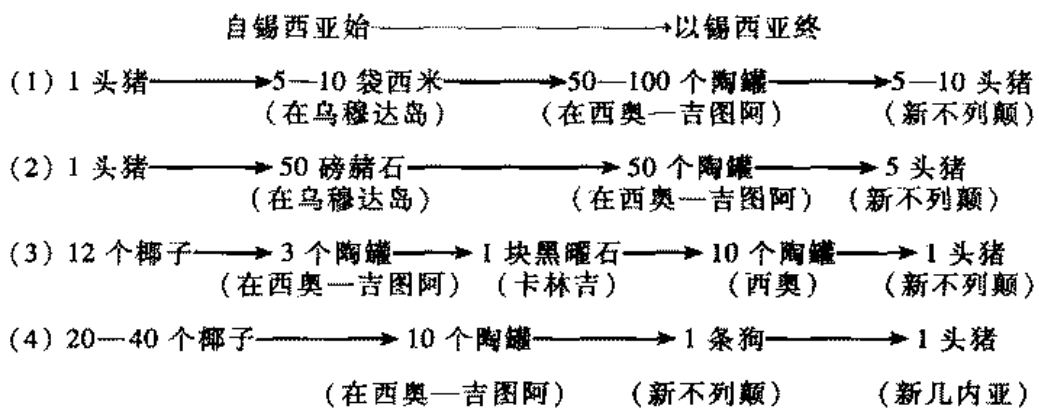 自锡西亚始——→以锡西亚终
(1) 1 头猪——→5—10 袋西米——→50—100 个陶罐——→5—10 头猪
(在乌穆达岛) (在西奥—吉图阿) (新不列颠)
(2) 1 头猪——→50 磅赭石——→50 个陶罐——→5 头猪
(在乌穆达岛) (在西奥—吉图阿) (新不列颠)
(3) 12 个椰子——→3 个陶罐——→1 块黑曜石——→10 个陶罐——→1 头猪
(在西奥—吉图阿) (卡林吉) (西奥) (新不列颠)
(4) 20—40 个椰子——→10 个陶罐——→1 条狗——→1 头猪
(在西奥—吉图阿) (新不列颠) (新几内亚)